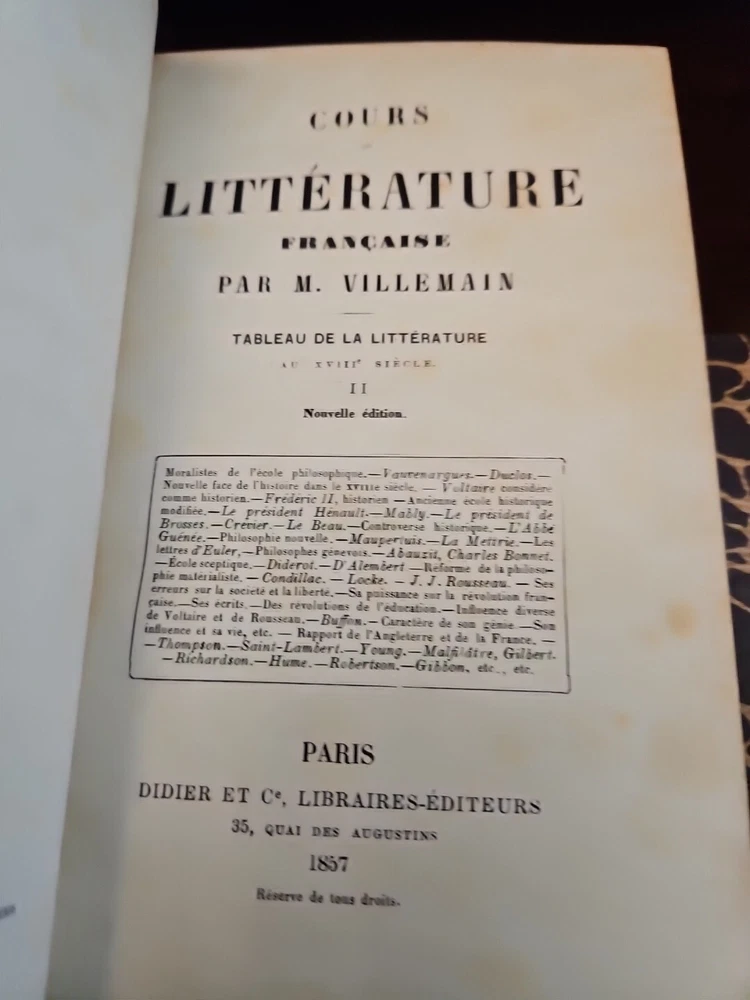 COURS
LITTÉRATURE
FRANÇAISE
PAR M. VILLEMAIN
TABLEAU DE LA LITTÉRATURE
AU XVIIIe SIÈCLE.
II
Nouvelle édition.
Moralistes de l'école philosophique.—Vauvenargues.—Duclos.—
Nouvelle face de l'histoire dans le XVIIIe siècle. — Voltaire considéré
comme historien.—Frédéric II, historien —Ancienne école historique
modifiée.—Le président Hénault.—Mably.—Le président de
Brosses.—Crévier.—Le Beau.—Controverse historique.—L'Abbé
Guénée.—Philosophie nouvelle.—Maupertuis.—La Mettrie.—Les
lettres d'Euler,—Philosophes génevois.—Abauzit, Charles Bonnet.
—École sceptique.—Diderot.—D'Alembert —Réforme de la philoso-
phie matérialiste. — Condillac. — Locke. — J. J. Rousseau. — Ses
erreurs sur la société et la liberté.—Sa puissance sur la révolution fran-
çaise.—Ses écrits.—Des révolutions de l'éducation.—Influence diverse
de Voltaire et de Rousseau.—Buffon.— Caractère de son génie —Son
influence et sa vie, etc. — Rapport de l'Angleterre et de la France. —
—Thompson.—Saint-Lambert.—Young.—Malfilâtre, Gilbert.
—Richardson.—Hume.—Robertson.—Gibbon, etc., etc.
PARIS
DIDIER ET Ce, LIBRAIRES-ÉDITEURS
35, QUAI DES AUGUSTINS
1857
Réserve de tous droits.